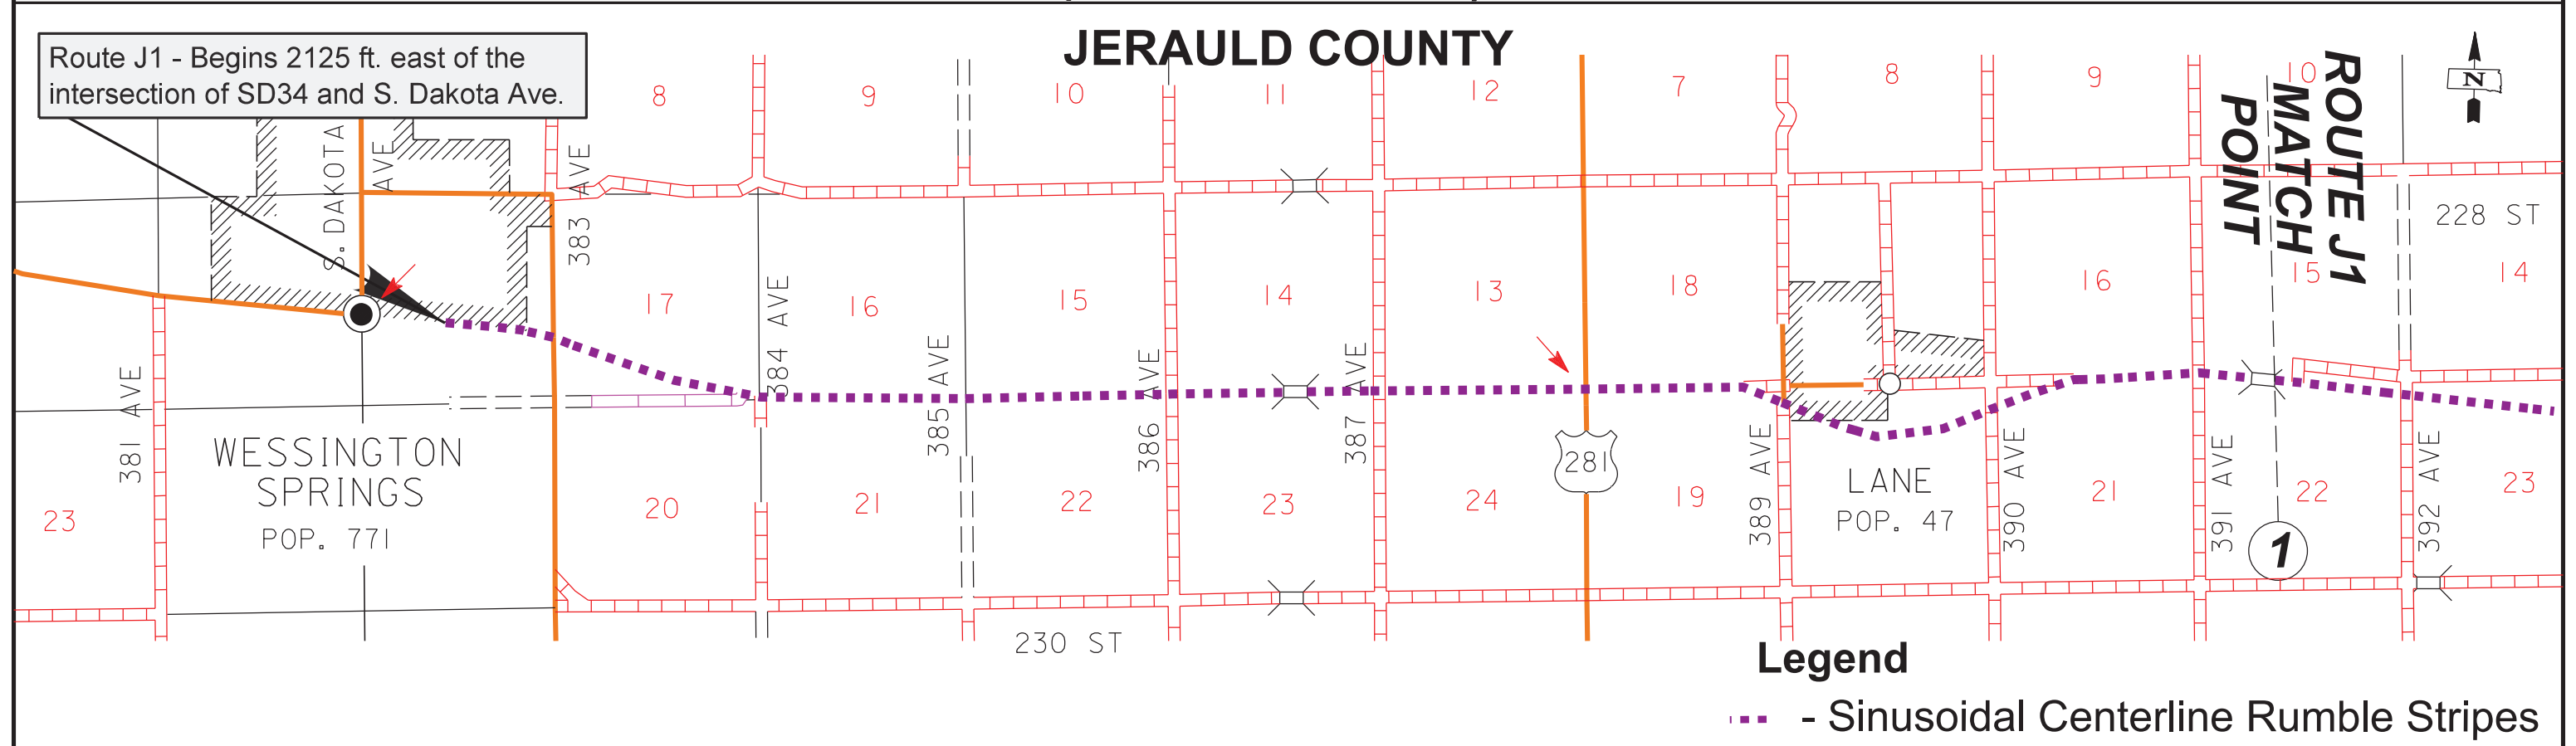 JERAULD COUNTY
Route J1 - Begins 2125 ft. east of the
intersection of SD34 and S. Dakota Ave.
8
9
10
11
12
7
8
9
10
ROUTE J1
MATCH
POINT
N
S. DAKOTA
AVE
383 AVE
228 ST
17
384 AVE
16
15
14
13
18
16
15
14
381 AVE
385 AVE
386 AVE
387 AVE
281
389 AVE
LANE
POP. 47
390 AVE
391 AVE
392 AVE
WESSINGTON
SPRINGS
POP. 771
23
20
21
22
23
24
19
21
22
23
1
230 ST
Legend
- Sinusoidal Centerline Rumble Stripes